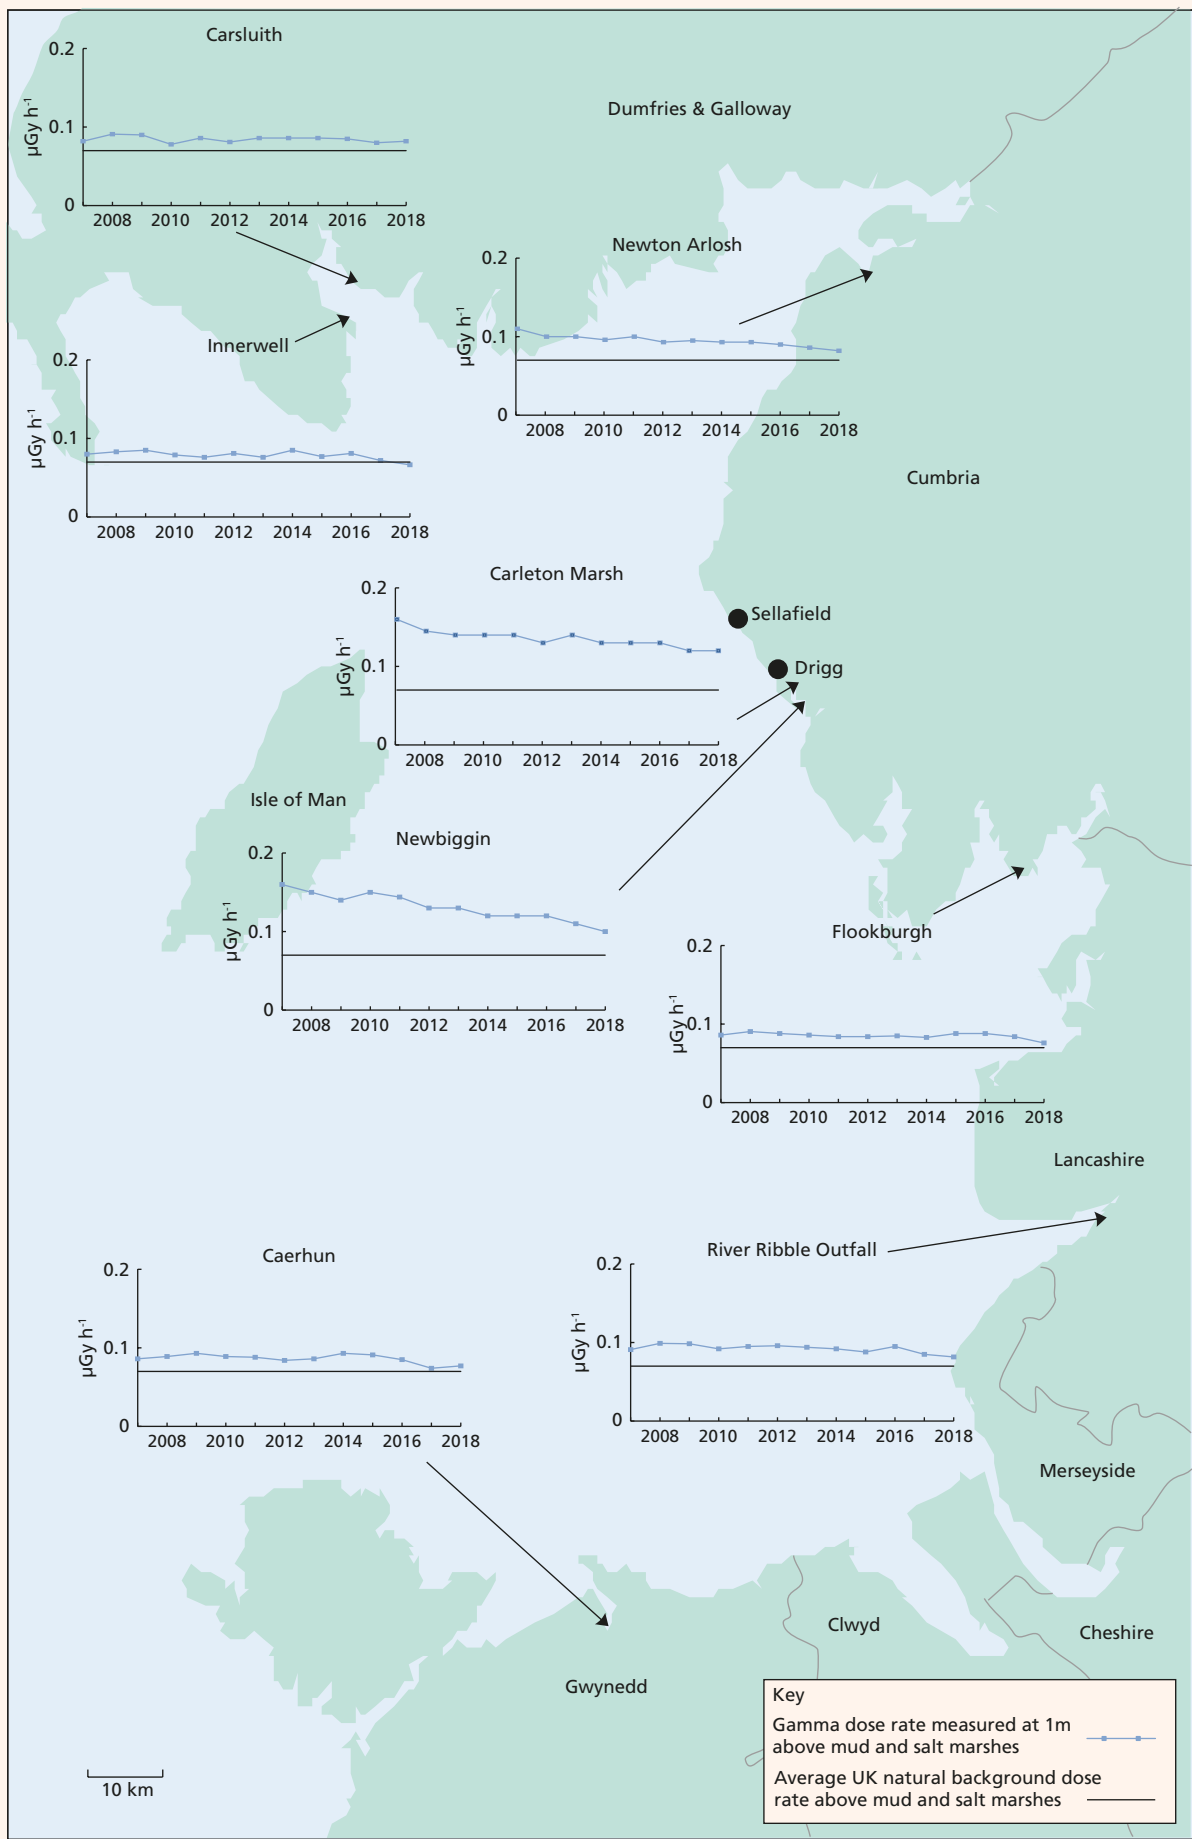 Carsluith
0.2
0.1
0
µGy h-1
2008 2010 2012 2014 2016 2018
Dumfries & Galloway
Newton Arlosh
0.2
0.1
0
µGy h-1
2008 2010 2012 2014 2016 2018
Innerwell
0.2
0.1
0
µGy h-1
2008 2010 2012 2014 2016 2018
Cumbria
Carleton Marsh
0.2
0.1
0
µGy h-1
2008 2010 2012 2014 2016 2018
Sellafield
Drigg
Isle of Man
Newbiggin
0.2
0.1
0
µGy h-1
2008 2010 2012 2014 2016 2018
Flookburgh
0.2
0.1
0
µGy h-1
2008 2010 2012 2014 2016 2018
Lancashire
Caerhun
0.2
0.1
0
µGy h-1
2008 2010 2012 2014 2016 2018
River Ribble Outfall
0.2
0.1
0
µGy h-1
2008 2010 2012 2014 2016 2018
Merseyside
Clwyd
Cheshire
Gwynedd
Key
Gamma dose rate measured at 1m
above mud and salt marshes
Average UK natural background dose
rate above mud and salt marshes
10 km